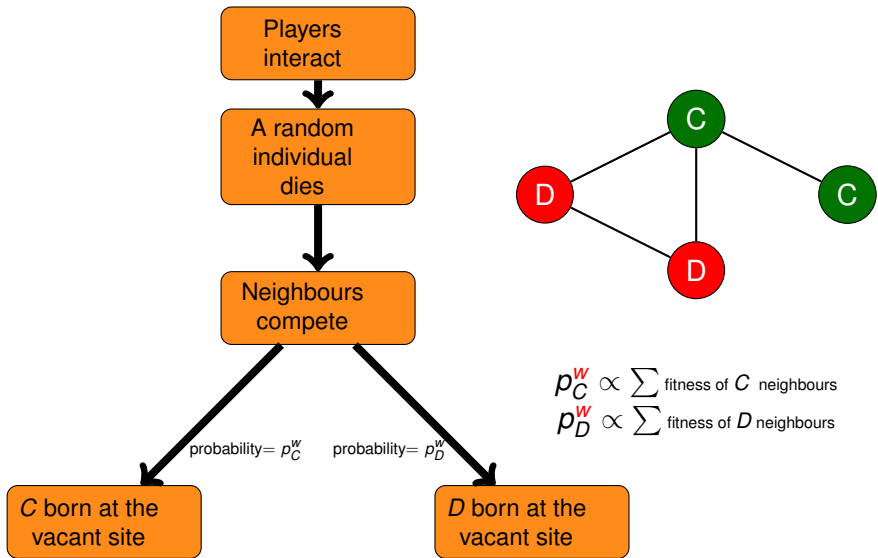 Players
interact
A random
individual
dies
Neighbours
compete
probability= p_C^w
probability= p_D^w
C born at the
vacant site
D born at the
vacant site
C
D
C
D
p_C^w ∝ ∑ fitness of C neighbours
p_D^w ∝ ∑ fitness of D neighbours